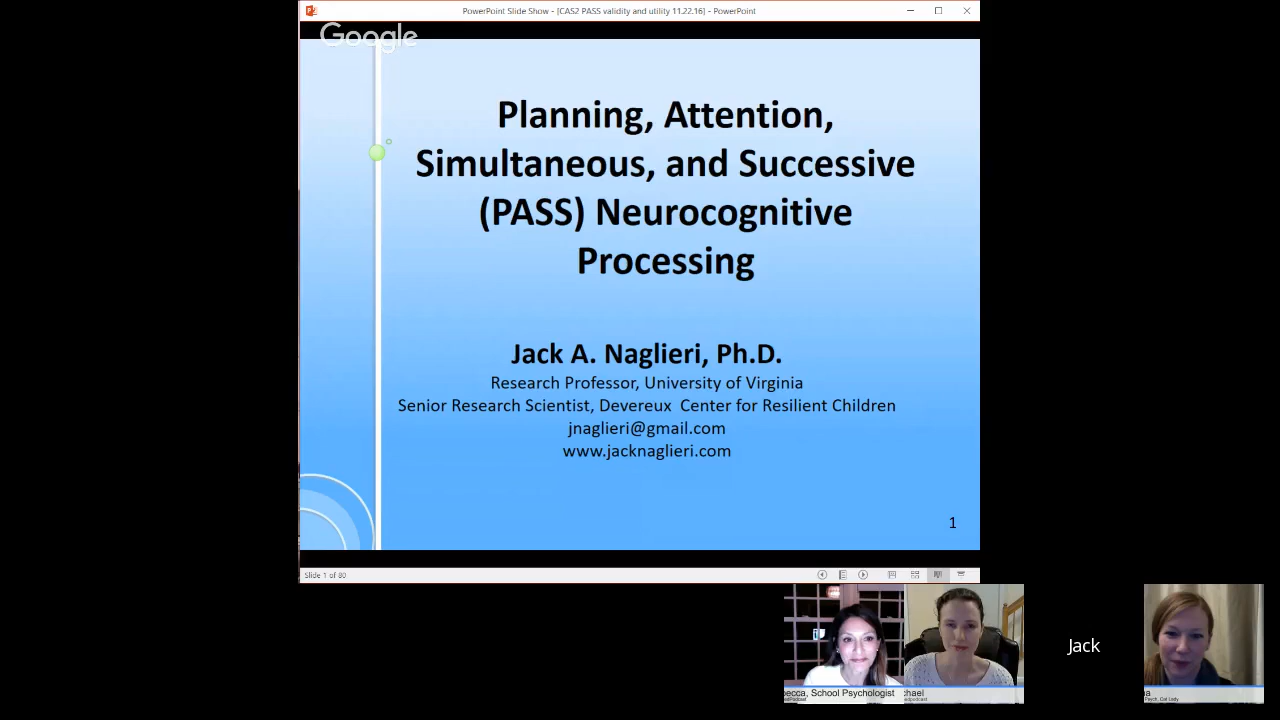 PowerPoint Slide Show - [CAS2 PASS validity and utility 11.22.16] - PowerPoint
Google
Planning, Attention,
Simultaneous, and Successive
(PASS) Neurocognitive
Processing
Jack A. Naglieri, Ph.D.
Research Professor, University of Virginia
Senior Research Scientist, Devereux Center for Resilient Children
jnaglieri@gmail.com
www.jacknaglieri.com
1
Slide 1 of 80
Jack
School Psychologist